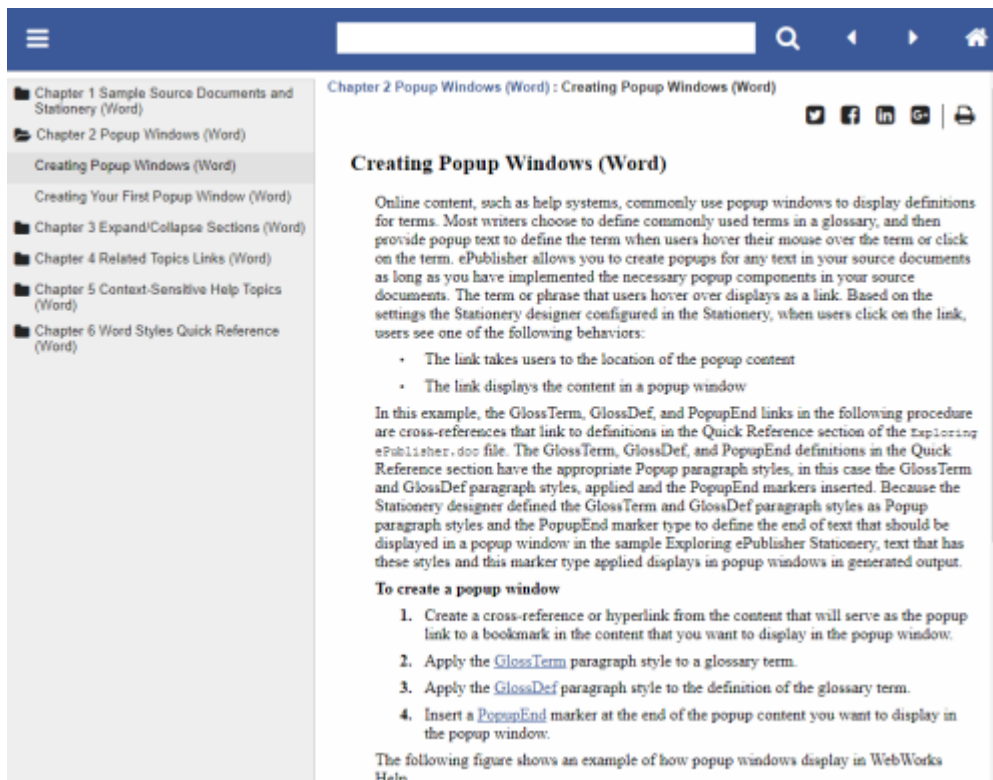 Chapter 1 Sample Source Documents and
Stationery (Word)
Chapter 2 Popup Windows (Word)
Creating Popup Windows (Word)
Creating Your First Popup Window (Word)
Chapter 3 Expand/Collapse Sections (Word)
Chapter 4 Related Topics Links (Word)
Chapter 5 Context-Sensitive Help Topics
(Word)
Chapter 6 Word Styles Quick Reference
(Word)
Chapter 2 Popup Windows (Word) : Creating Popup Windows (Word)
Creating Popup Windows (Word)
Online content, such as help systems, commonly use popup windows to display definitions
for terms. Most writers choose to define commonly used terms in a glossary, and then
provide popup text to define the term when users hover their mouse over the term or click
on the term. ePublisher allows you to create popups for any text in your source documents
as long as you have implemented the necessary popup components in your source
documents. The term or phrase that users hover over displays as a link. Based on the
settings the Stationery designer configured in the Stationery, when users click on the link,
users see one of the following behaviors:
• The link takes users to the location of the popup content
• The link displays the content in a popup window
In this example, the GlossTerm, GlossDef, and PopupEnd links in the following procedure
are cross-references that link to definitions in the Quick Reference section of the Exploring
ePublisher.doc file. The GlossTerm, GlossDef, and PopupEnd definitions in the Quick
Reference section have the appropriate Popup paragraph styles, in this case the GlossTerm
and GlossDef paragraph styles, applied and the PopupEnd markers inserted. Because the
Stationery designer defined the GlossTerm and GlossDef paragraph styles as Popup
paragraph styles and the PopupEnd marker type to define the end of text that should be
displayed in a popup window in the sample Exploring ePublisher Stationery, text that has
these styles and this marker type applied displays in popup windows in generated output.
To create a popup window
1. Create a cross-reference or hyperlink from the content that will serve as the popup
link to a bookmark in the content that you want to display in the popup window.
2. Apply the GlossTerm paragraph style to a glossary term.
3. Apply the GlossDef paragraph style to the definition of the glossary term.
4. Insert a PopupEnd marker at the end of the popup content you want to display in
the popup window.
The following figure shows an example of how popup windows display in WebWorks
Help.